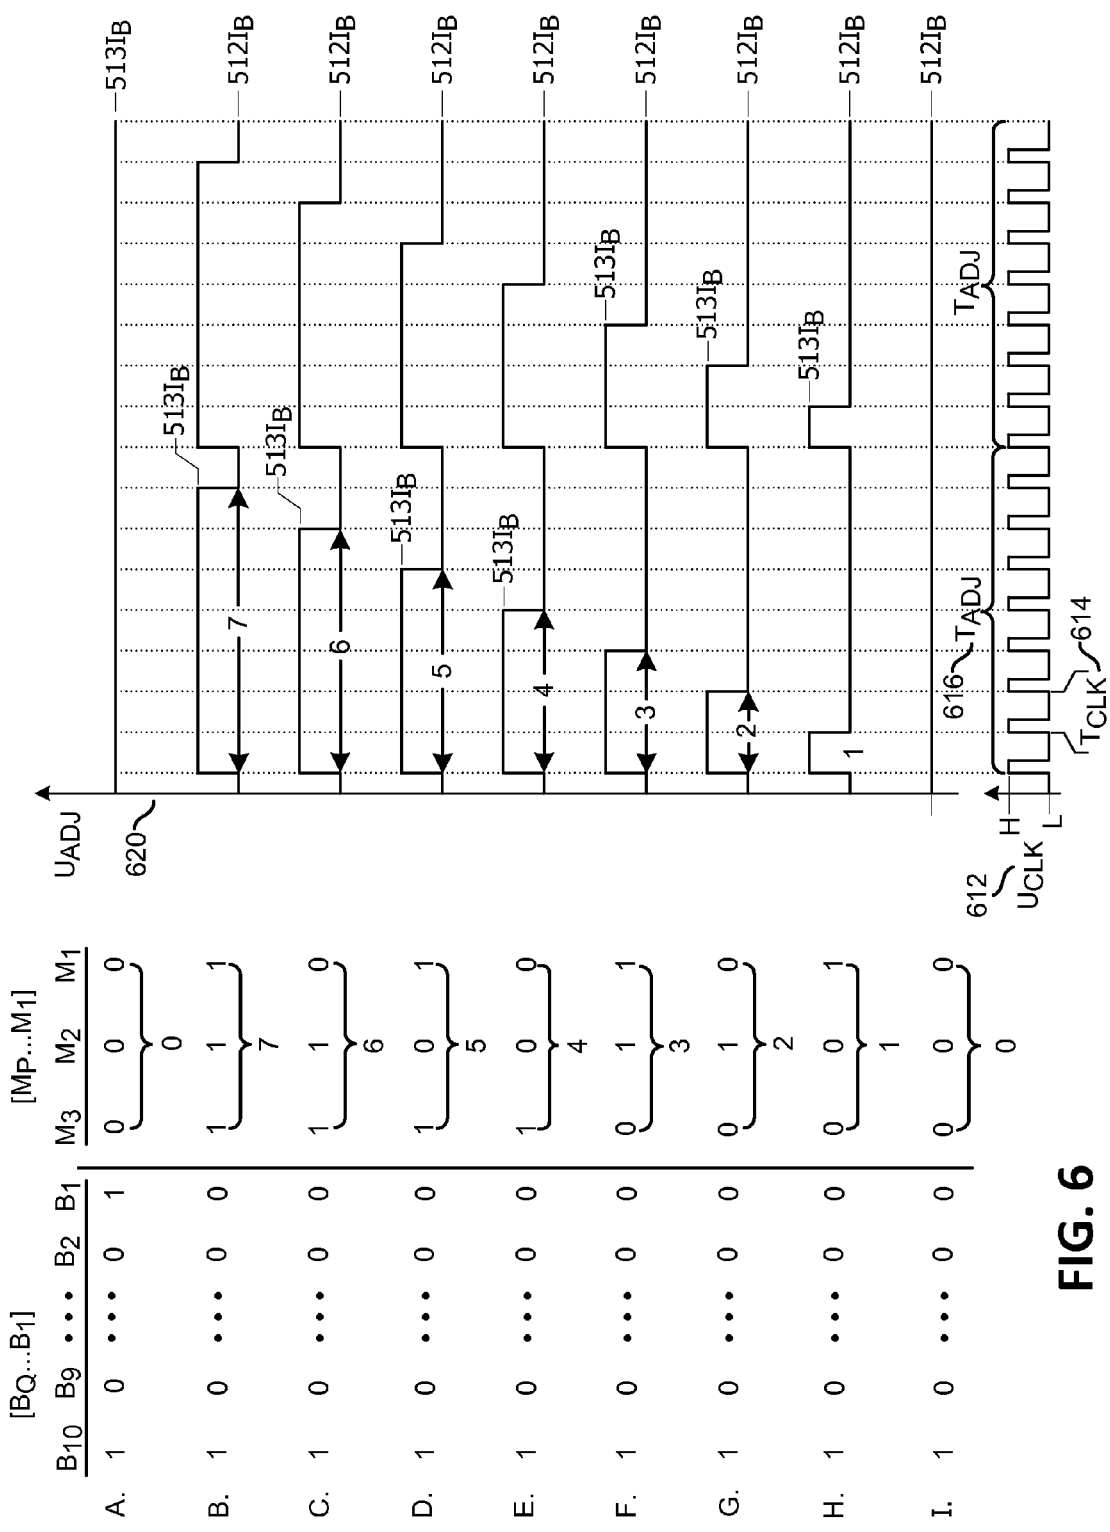 [BQ...B1] [MP...M1]
B10 B9 • • • B2 B1 M3 M2 M1 UADJ
620
A. 1 0 • • • 0 1 0 0 0 513IB
0
B. 1 0 • • • 0 0 1 1 1 7 513IB 512IB
7
C. 1 0 • • • 0 0 1 1 0 6 513IB 512IB
6
D. 1 0 • • • 0 0 1 0 1 5 513IB 512IB
5
E. 1 0 • • • 0 0 1 0 0 4 513IB 512IB
4
F. 1 0 • • • 0 0 0 1 1 3 513IB 512IB
3
G. 1 0 • • • 0 0 0 1 0 2 513IB 512IB
2
H. 1 0 • • • 0 0 0 0 1 1 513IB 512IB
1
I. 1 0 • • • 0 0 0 0 0 512IB
0
616 TADJ TADJ
612 H
UCLK L
TCLK 614
FIG. 6